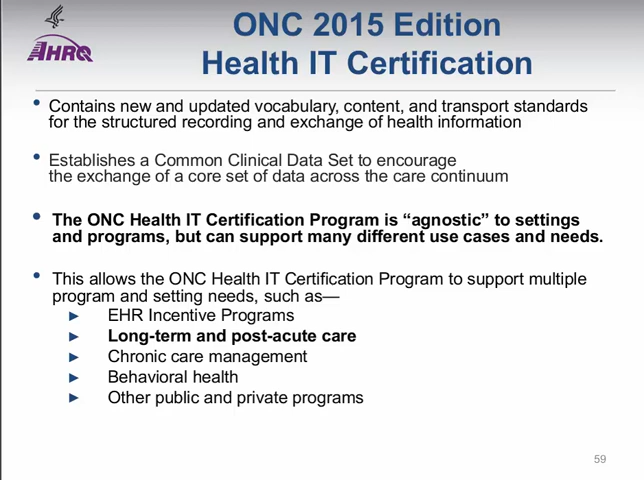 AHRQ
ONC 2015 Edition
Health IT Certification
• Contains new and updated vocabulary, content, and transport standards
for the structured recording and exchange of health information
• Establishes a Common Clinical Data Set to encourage
the exchange of a core set of data across the care continuum
• The ONC Health IT Certification Program is “agnostic” to settings
and programs, but can support many different use cases and needs.
• This allows the ONC Health IT Certification Program to support multiple
program and setting needs, such as—
► EHR Incentive Programs
► Long-term and post-acute care
► Chronic care management
► Behavioral health
► Other public and private programs
59